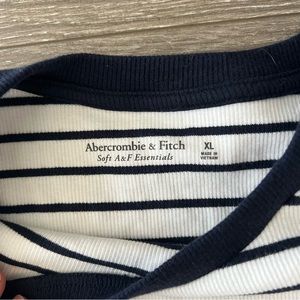 Abercrombie & Fitch
Soft A&F Essentials
XL
MADE IN
VIETNAM